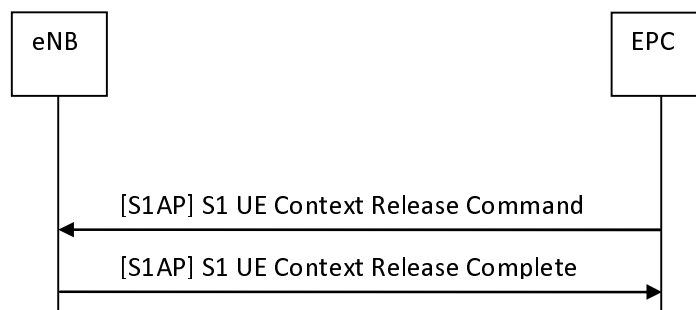 eNB
EPC
[S1AP] S1 UE Context Release Command
[S1AP] S1 UE Context Release Complete